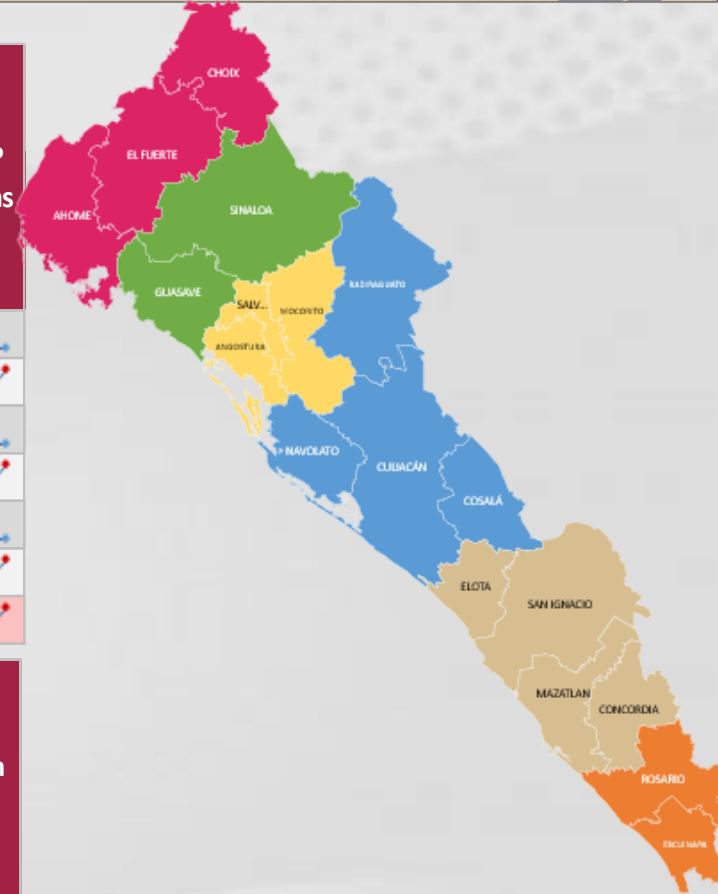 CHOIX
EL FUERTE
as
AHOME
SINALOA
BADIRAGUATO
GUASAVE
SALV...
MOCORITO
ANGOSTURA
NAVOLATO
CULIACÁN
COSALÁ
ELOTA
SAN IGNACIO
MAZATLAN
CONCORDIA
ROSARIO
ESCUINAPA